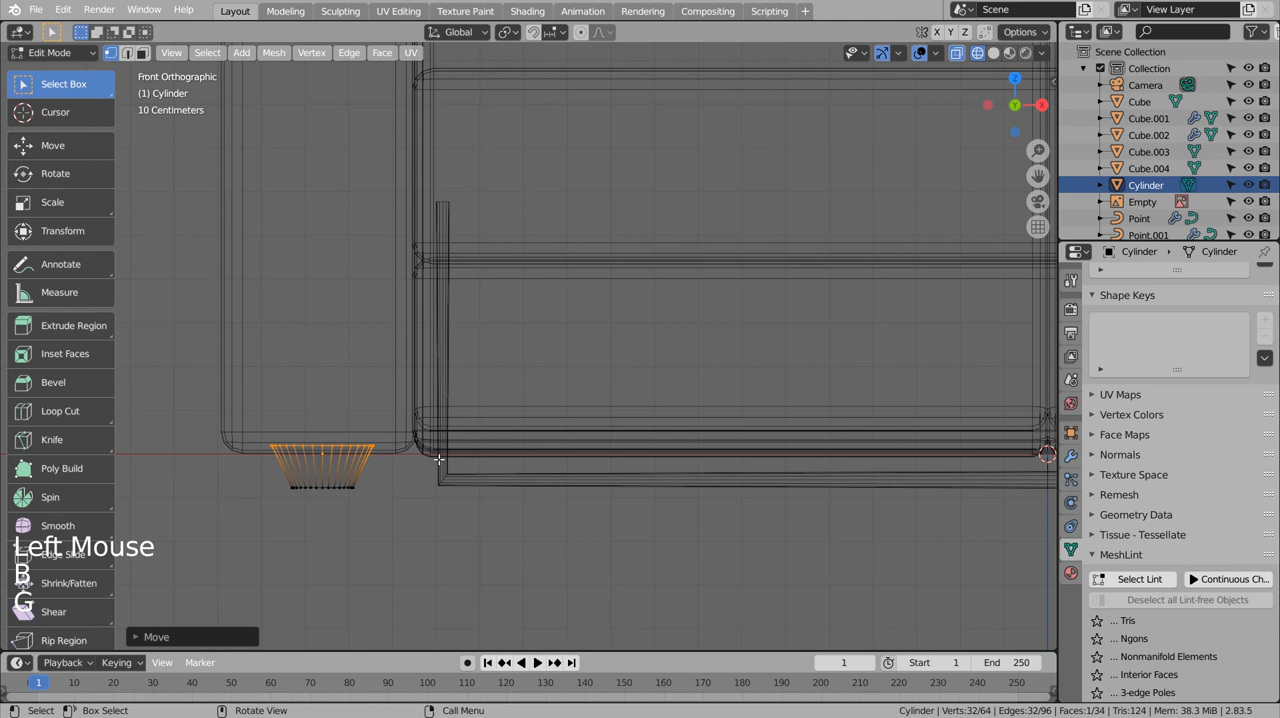 File Edit Render Window Help Layout Modeling Sculpting UV Editing Texture Paint Shading Animation Rendering Compositing Scripting + Scene View Layer
Global X Y Z Options
Edit Mode View Select Add Mesh Vertex Edge Face UV
Front Orthographic
(1) Cylinder
10 Centimeters
Z
Y X
Select Box
Cursor
Move
Rotate
Scale
Transform
Annotate
Measure
Extrude Region
Inset Faces
Bevel
Loop Cut
Knife
Poly Build
Spin
Smooth
Edge Slide
Shrink/Fatten
Shear
Rip Region
Left Mouse
B
G
Move
Scene Collection
Collection
Camera
Cube
Cube.001
Cube.002
Cube.003
Cube.004
Cylinder
Empty
Point
Point.001
Cylinder Cylinder
Shape Keys
UV Maps
Vertex Colors
Face Maps
Normals
Texture Space
Remesh
Geometry Data
Tissue - Tessellate
MeshLint
Select Lint Continuous Ch...
Deselect all Lint-free Objects
... Tris
... Ngons
... Nonmanifold Elements
... Interior Faces
... 3-edge Poles
Playback Keying View Marker 1 Start 1 End 250
1 10 20 30 40 50 60 70 80 90 100 110 120 130 140 150 160 170 180 190 200 210 220 230 240 250
Select Box Select Rotate View Call Menu Cylinder | Verts:32/64 | Edges:32/96 | Faces:1/34 | Tris:124 | Mem: 38.3 MiB | 2.83.5